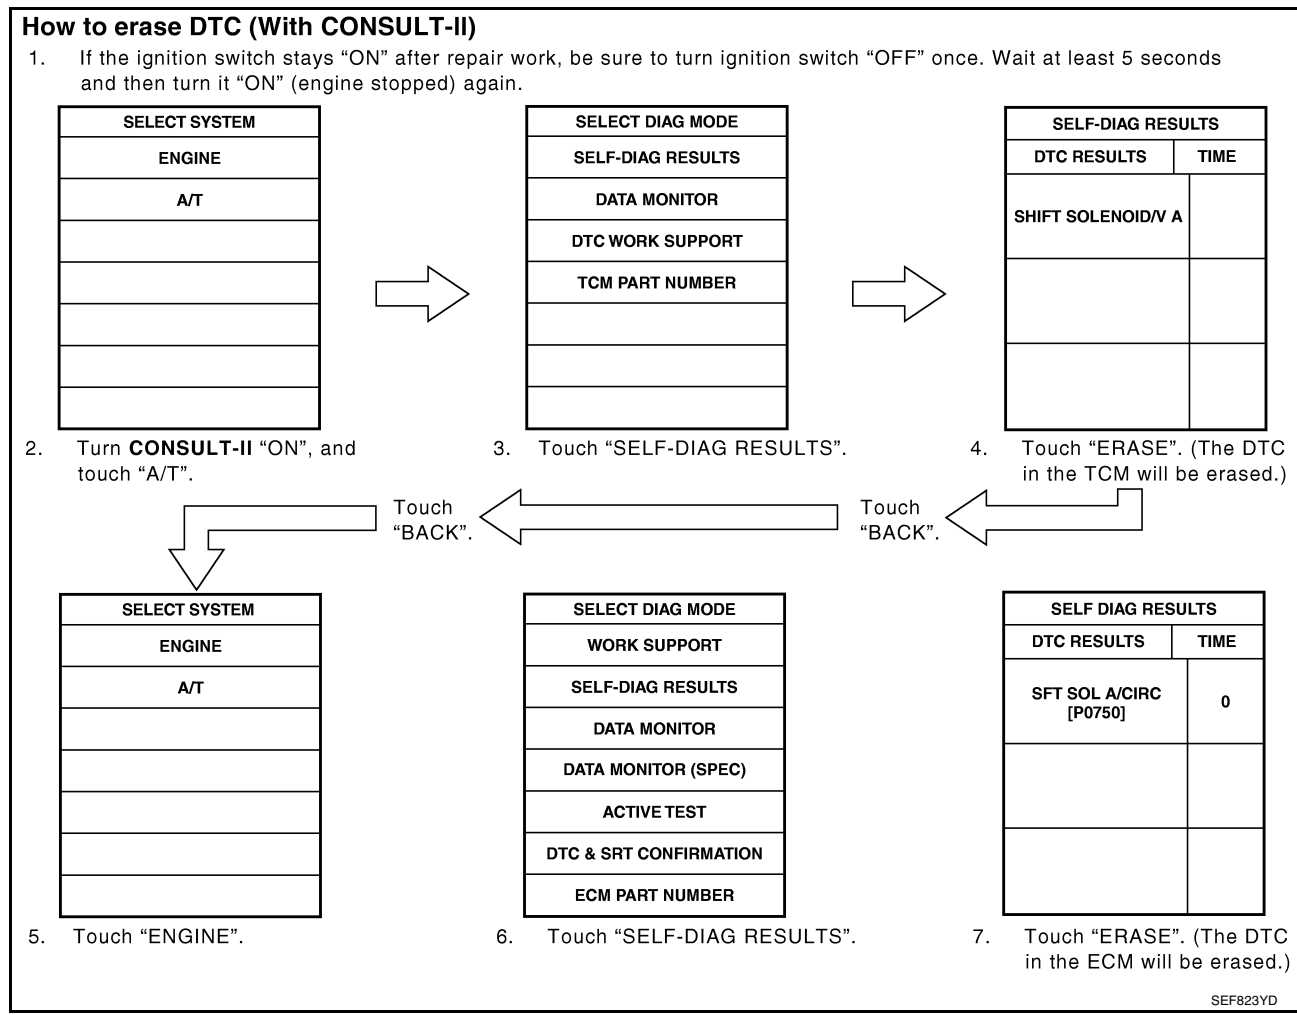 How to erase DTC (With CONSULT-II)
1. If the ignition switch stays “ON” after repair work, be sure to turn ignition switch “OFF” once. Wait at least 5 seconds
and then turn it “ON” (engine stopped) again.
SELECT SYSTEM
ENGINE
A/T
SELECT DIAG MODE
SELF-DIAG RESULTS
DATA MONITOR
DTC WORK SUPPORT
TCM PART NUMBER
SELF-DIAG RESULTS
DTC RESULTS TIME
SHIFT SOLENOID/V A
2. Turn CONSULT-II “ON”, and
touch “A/T”.
3. Touch “SELF-DIAG RESULTS”.
4. Touch “ERASE”. (The DTC
in the TCM will be erased.)
Touch
“BACK”.
Touch
“BACK”.
SELECT SYSTEM
ENGINE
A/T
SELECT DIAG MODE
WORK SUPPORT
SELF-DIAG RESULTS
DATA MONITOR
DATA MONITOR (SPEC)
ACTIVE TEST
DTC & SRT CONFIRMATION
ECM PART NUMBER
SELF DIAG RESULTS
DTC RESULTS TIME
SFT SOL A/CIRC
[P0750]
0
5. Touch “ENGINE”.
6. Touch “SELF-DIAG RESULTS”.
7. Touch “ERASE”. (The DTC
in the ECM will be erased.)
SEF823YD